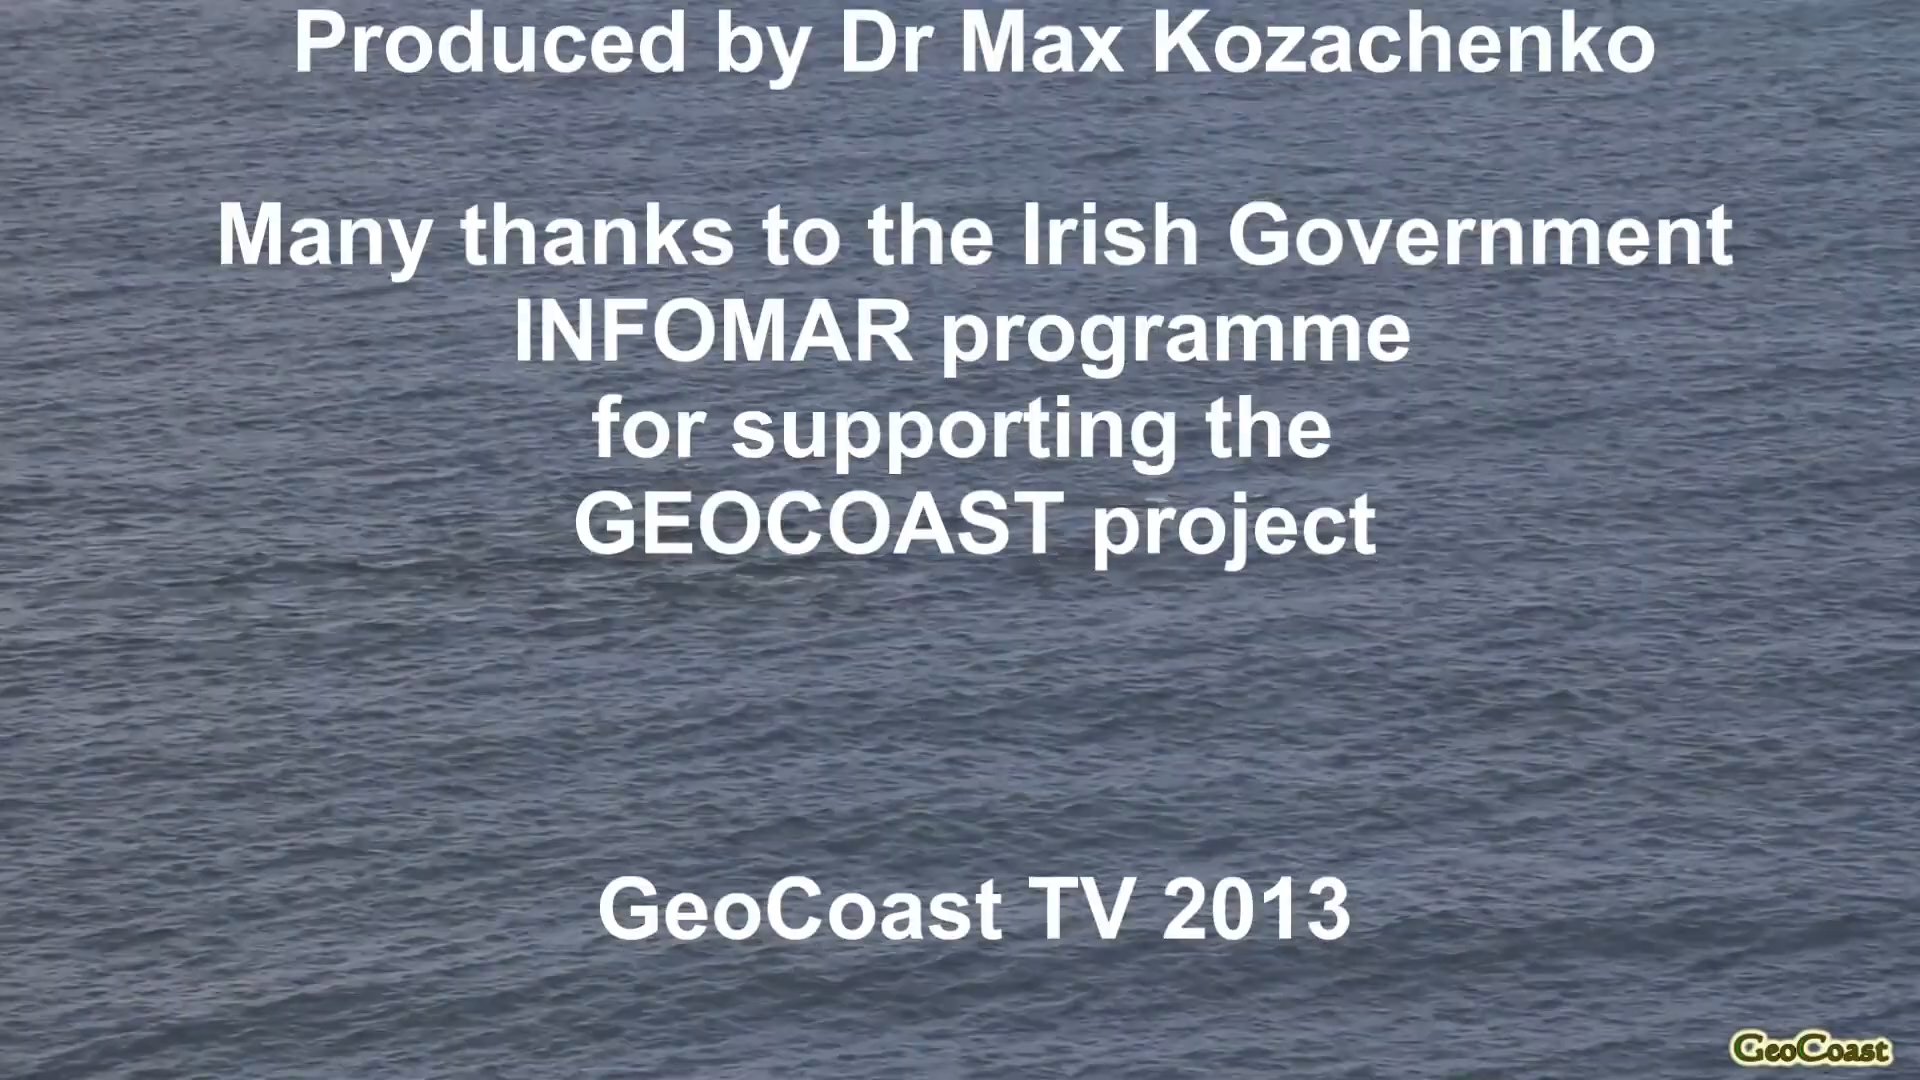 Produced by Dr Max Kozachenko
Many thanks to the Irish Government
INFOMAR programme
for supporting the
GEOCOAST project
GeoCoast TV 2013
GeoCoast